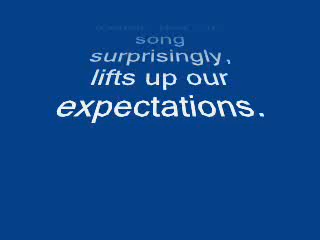 song
surprisingly,
lifts up our
expectations.